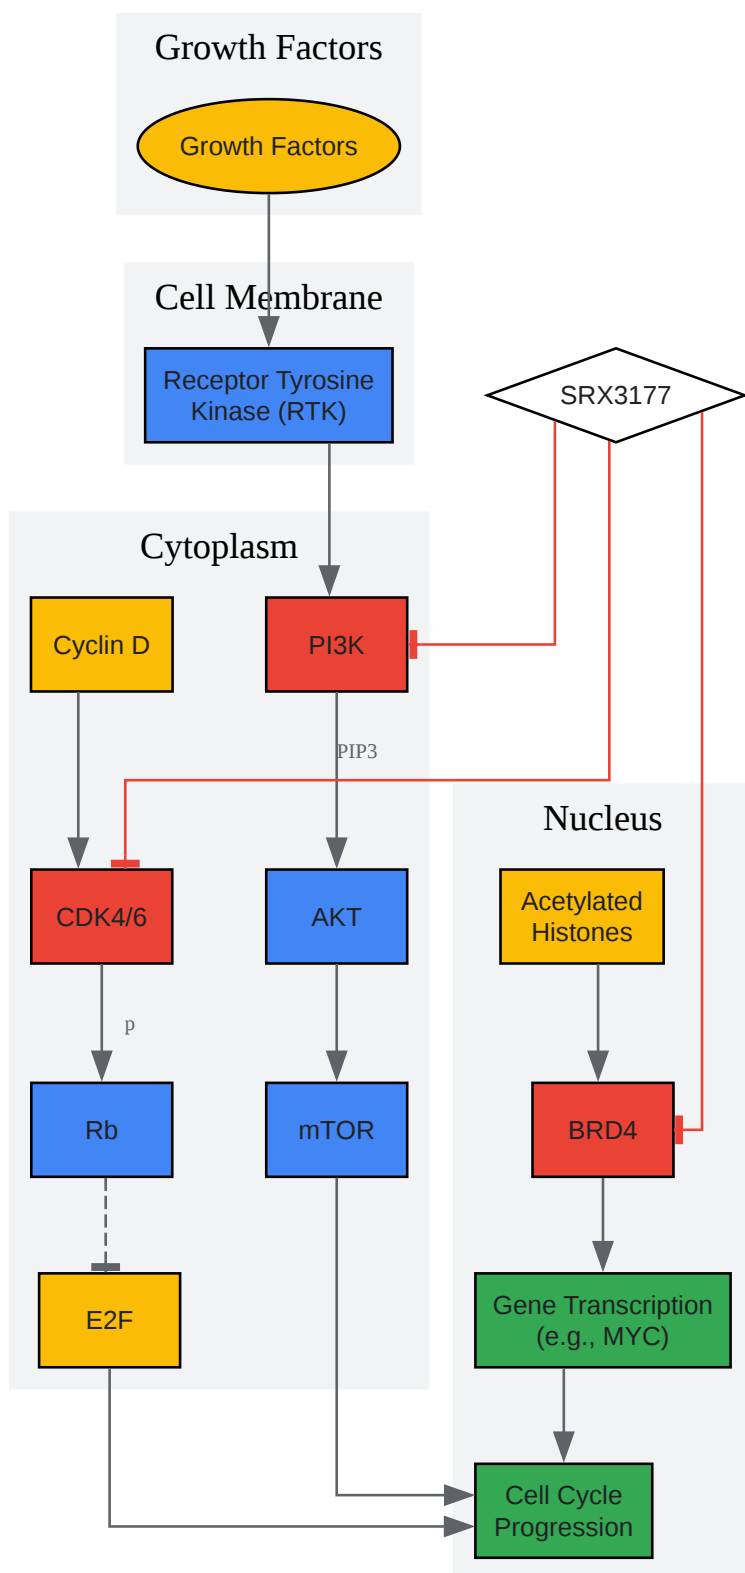 Growth Factors
Growth Factors
Cell Membrane
Receptor Tyrosine
Kinase (RTK)
SRX3177
Cytoplasm
Cyclin D
PI3K
PIP3
Nucleus
CDK4/6
AKT
Acetylated
Histones
p
Rb
mTOR
BRD4
E2F
Gene Transcription
(e.g., MYC)
Cell Cycle
Progression